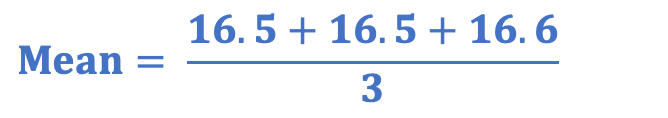 Mean = 16.5 + 16.5 + 16.6
3